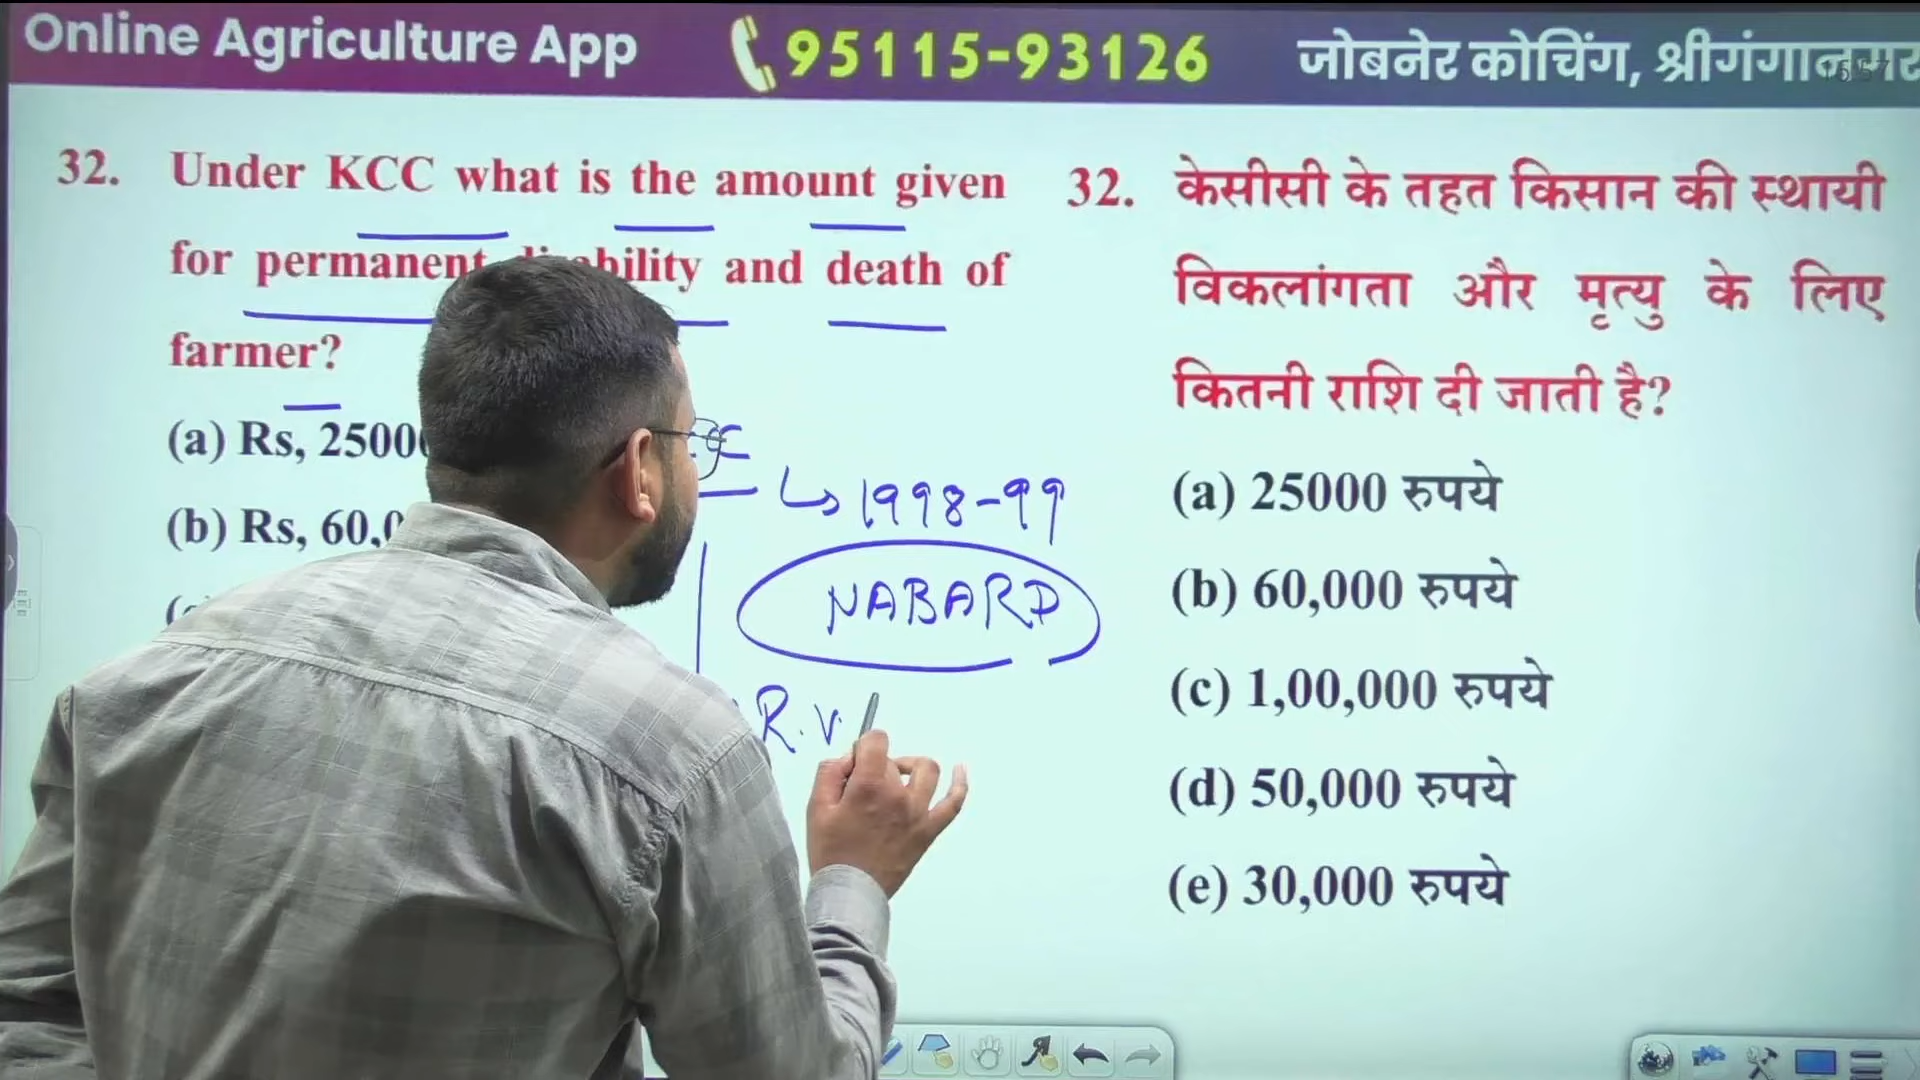 Online Agriculture App 95115-93126 जोबनेर कोचिंग, श्रीगंगानगर
32. Under KCC what is the amount given
for permanent disability and death of
farmer?
(a) Rs, 2500
(b) Rs, 60,0
1998-99
NABARD
R.V.
32. केसीसी के तहत किसान की स्थायी
विकलांगता और मृत्यु के लिए
कितनी राशि दी जाती है?
(a) 25000 रुपये
(b) 60,000 रुपये
(c) 1,00,000 रुपये
(d) 50,000 रुपये
(e) 30,000 रुपये